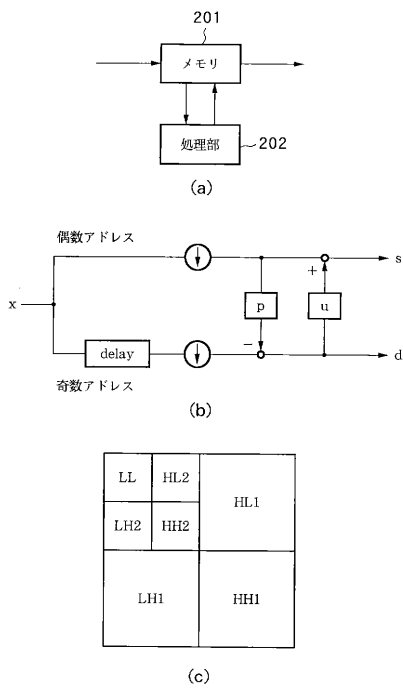 201
メモリ
処理部
202
(a)
偶数アドレス
s
+
x
p
u
−
delay
d
奇数アドレス
(b)
LL
HL2
HL1
LH2
HH2
LH1
HH1
(c)